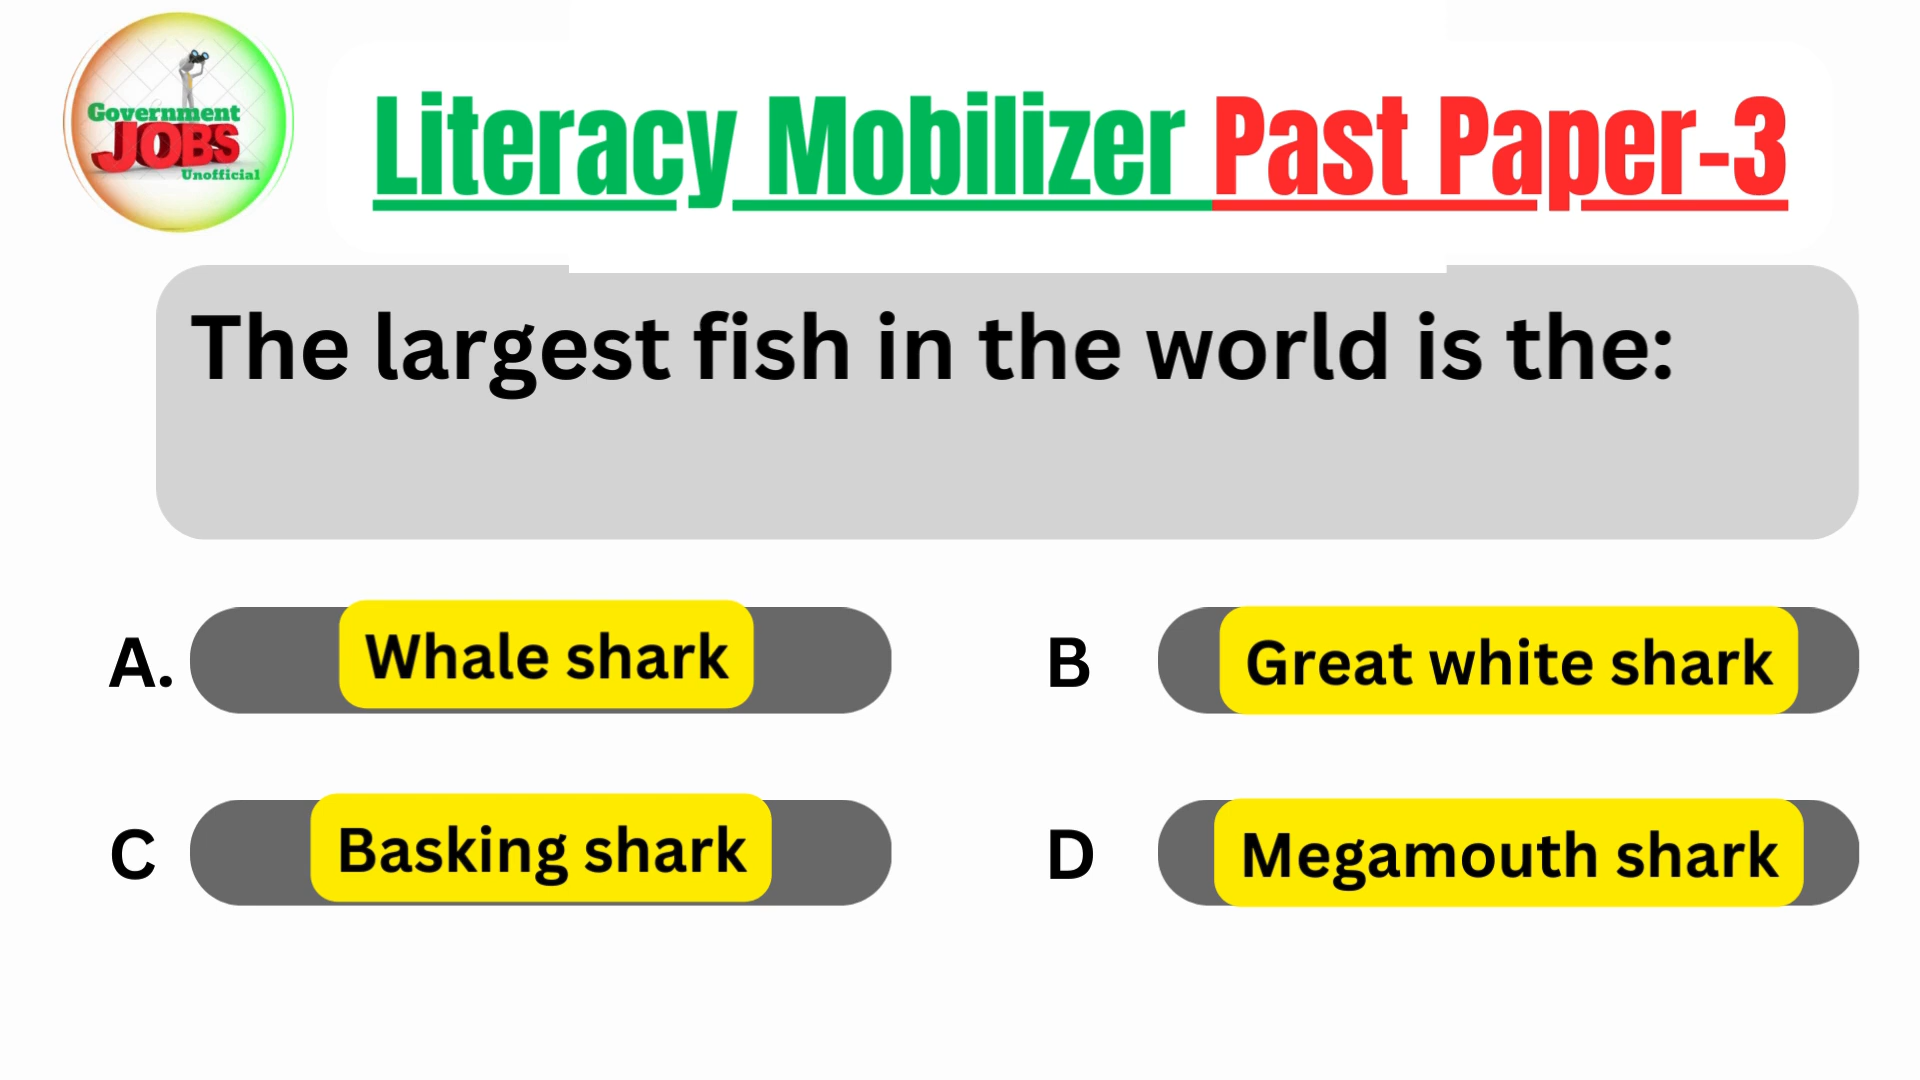 Government
JOBS
Unofficial
Literacy Mobilizer Past Paper-3
The largest fish in the world is the:
A. Whale shark
B Great white shark
C Basking shark
D Megamouth shark